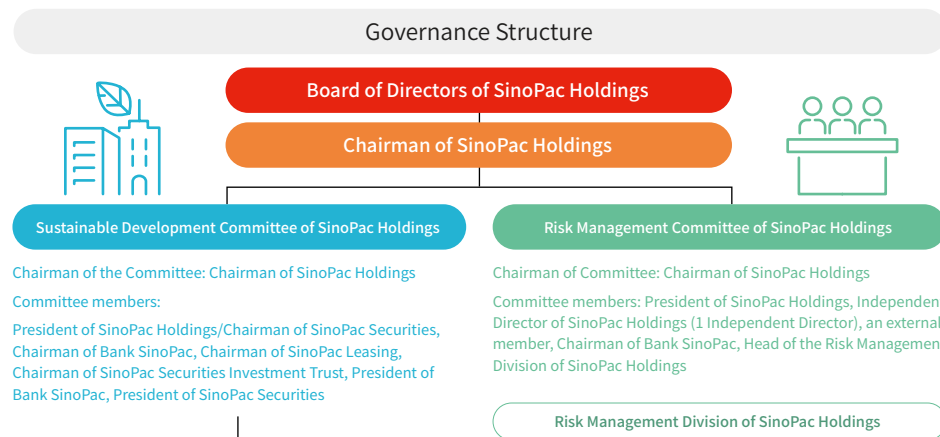 Governance Structure
Board of Directors of SinoPac Holdings
Chairman of SinoPac Holdings
Sustainable Development Committee of SinoPac Holdings
Chairman of the Committee: Chairman of SinoPac Holdings
Committee members:
President of SinoPac Holdings/Chairman of SinoPac Securities,
Chairman of Bank SinoPac, Chairman of SinoPac Leasing,
Chairman of SinoPac Securities Investment Trust, President of
Bank SinoPac, President of SinoPac Securities
Risk Management Committee of SinoPac Holdings
Chairman of Committee: Chairman of SinoPac Holdings
Committee members: President of SinoPac Holdings, Independen
Director of SinoPac Holdings (1 Independent Director), an external
member, Chairman of Bank SinoPac, Head of the Risk Managemen
Division of SinoPac Holdings
Risk Management Division of SinoPac Holdings